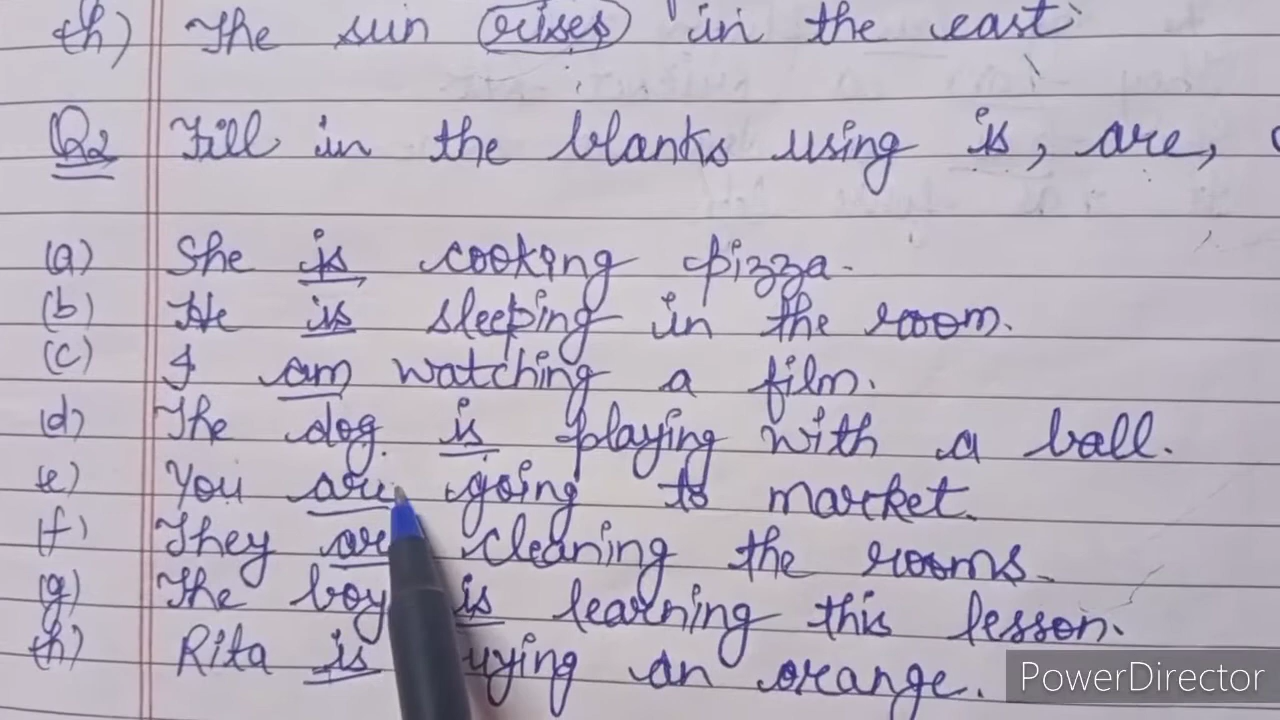 (h) The sun rises in the east
Q2 Fill in the blanks using is, are,
(a) She is cooking pizza.
(b) He is sleeping in the room.
(c) I am watching a film.
(d) The dog is playing with a ball.
(e) You are going to market.
(f) They are cleaning the rooms.
(g) The boy is learning this lesson.
(h) Rita is uying an orange.
PowerDirector